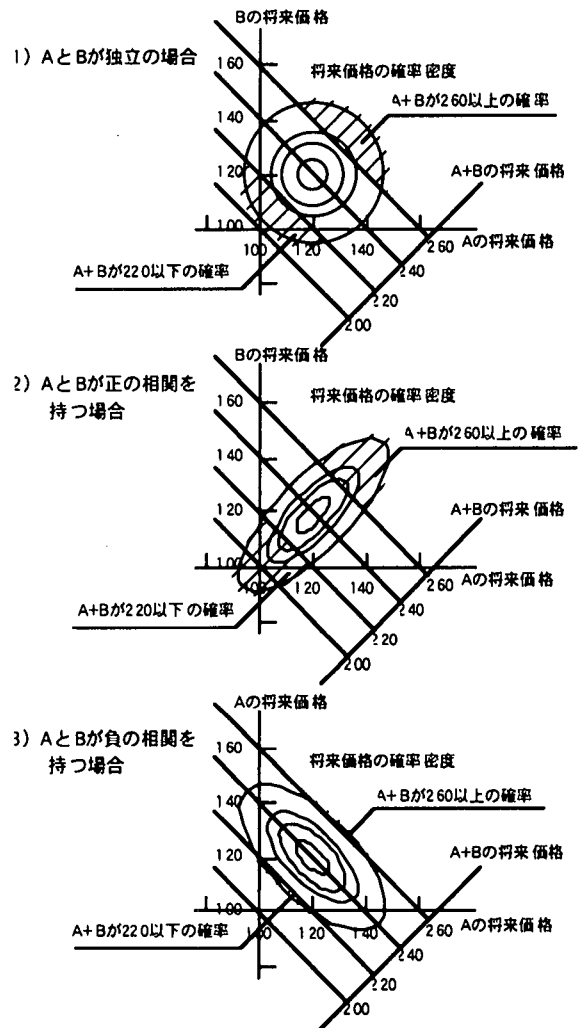 Bの将来価格
1) AとBが独立の場合
160
将来価格の確率密度
A+Bが260以上の確率
140
120
A+Bの将来価格
100
100 120 140 260
Aの将来価格
240
A+Bが220以下の確率
220
200
Bの将来価格
2) AとBが正の相関を
持つ場合
160
将来価格の確率密度
A+Bが260以上の確率
140
120
A+Bの将来価格
100
100 120 140 260
Aの将来価格
240
A+Bが220以下の確率
220
200
Aの将来価格
3) AとBが負の相関を
持つ場合
160
将来価格の確率密度
A+Bが260以上の確率
140
120
A+Bの将来価格
100
100 120 140 260
Aの将来価格
240
A+Bが220以下の確率
220
200